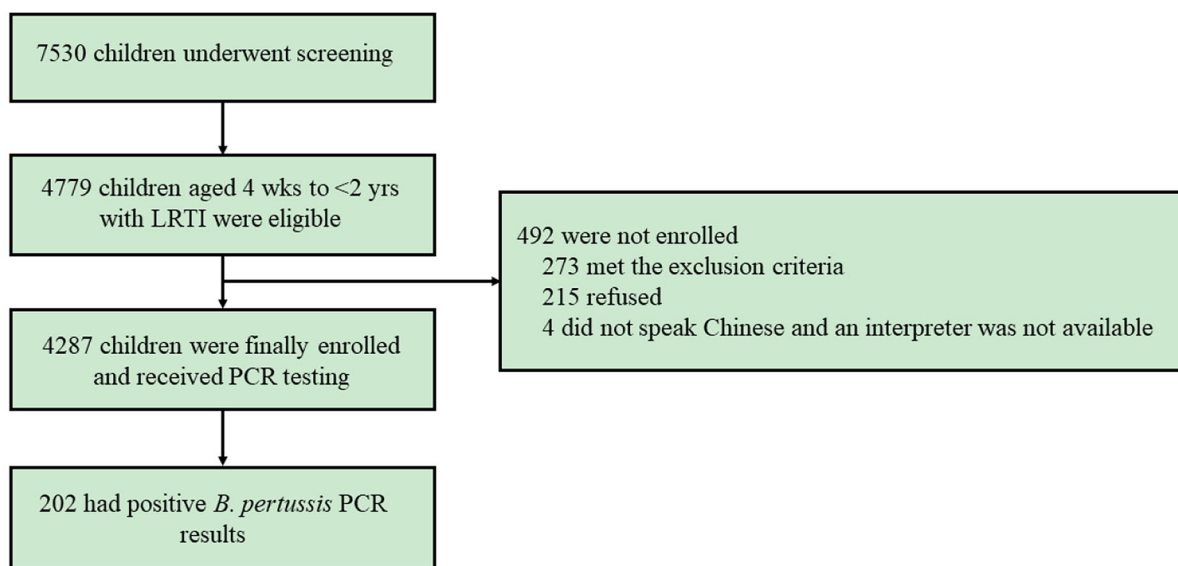 7530 children underwent screening
4779 children aged 4 wks to <2 yrs
with LRTI were eligible
492 were not enrolled
273 met the exclusion criteria
215 refused
4 did not speak Chinese and an interpreter was not available
4287 children were finally enrolled
and received PCR testing
202 had positive B. pertussis PCR
results